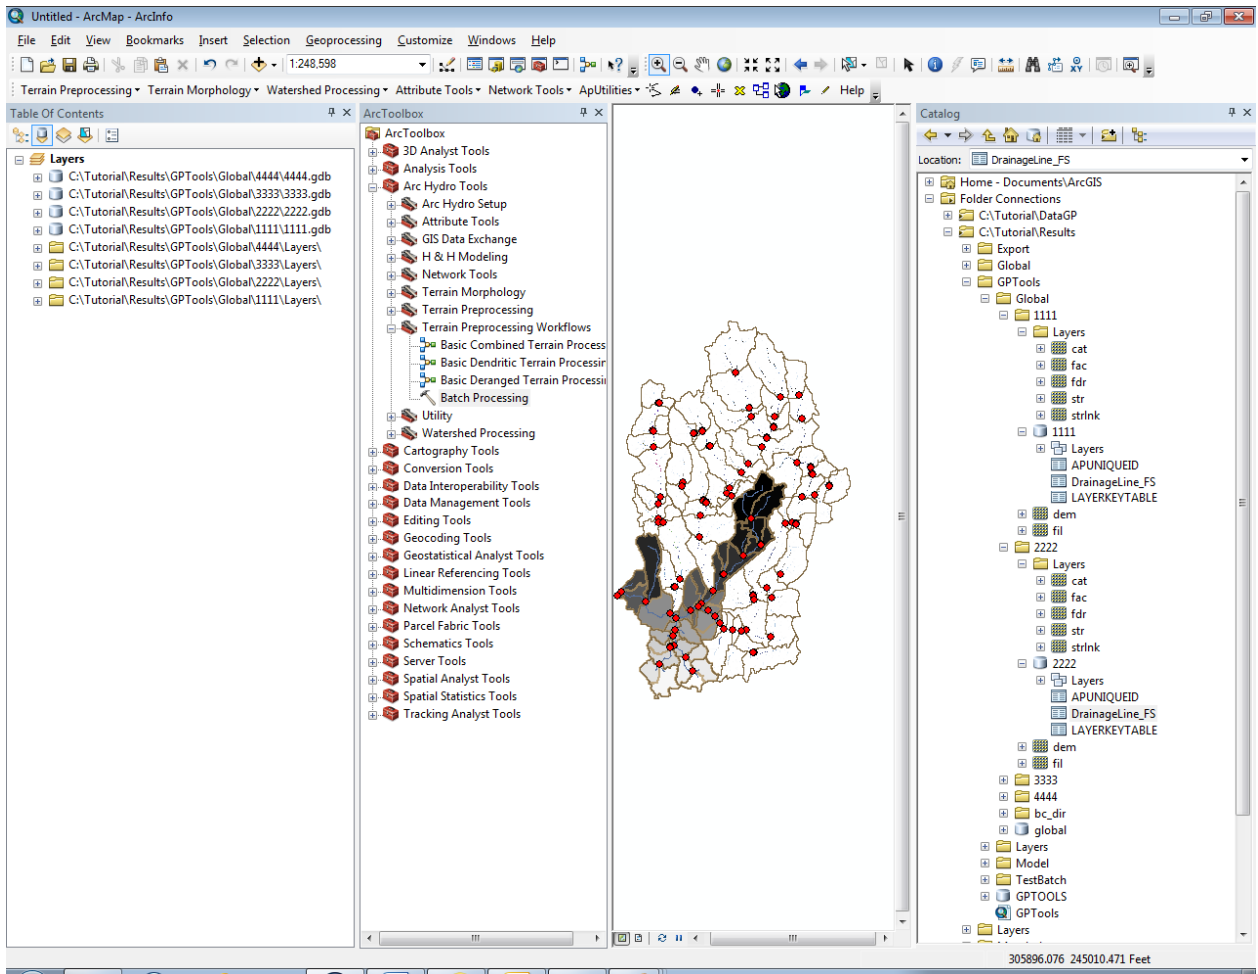 Untitled - ArcMap - ArcInfo
File Edit View Bookmarks Insert Selection Geoprocessing Customize Windows Help
1:248,598
Terrain Preprocessing Terrain Morphology Watershed Processing Attribute Tools Network Tools ApUtilities Help
Table Of Contents
Layers
C:\Tutorial\Results\GPTools\Global\4444\4444.gdb
C:\Tutorial\Results\GPTools\Global\3333\3333.gdb
C:\Tutorial\Results\GPTools\Global\2222\2222.gdb
C:\Tutorial\Results\GPTools\Global\1111\1111.gdb
C:\Tutorial\Results\GPTools\Global\4444\Layers\
C:\Tutorial\Results\GPTools\Global\3333\Layers\
C:\Tutorial\Results\GPTools\Global\2222\Layers\
C:\Tutorial\Results\GPTools\Global\1111\Layers\
ArcToolbox
ArcToolbox
3D Analyst Tools
Analysis Tools
Arc Hydro Tools
Arc Hydro Setup
Attribute Tools
GIS Data Exchange
H & H Modeling
Network Tools
Terrain Morphology
Terrain Preprocessing
Terrain Preprocessing Workflows
Basic Combined Terrain Process
Basic Dendritic Terrain Processin
Basic Deranged Terrain Processi
Batch Processing
Utility
Watershed Processing
Cartography Tools
Conversion Tools
Data Interoperability Tools
Data Management Tools
Editing Tools
Geocoding Tools
Geostatistical Analyst Tools
Linear Referencing Tools
Multidimension Tools
Network Analyst Tools
Parcel Fabric Tools
Schematics Tools
Server Tools
Spatial Analyst Tools
Spatial Statistics Tools
Tracking Analyst Tools
Catalog
Location: DrainageLine_FS
Home - Documents\ArcGIS
Folder Connections
C:\Tutorial\DataGP
C:\Tutorial\Results
Export
Global
GPTools
Global
1111
Layers
cat
fac
fdr
str
strlnk
1111
Layers
APUNIQUEID
DrainageLine_FS
LAYERKEYTABLE
dem
fil
2222
Layers
cat
fac
fdr
str
strlnk
2222
Layers
APUNIQUEID
DrainageLine_FS
LAYERKEYTABLE
dem
fil
3333
4444
bc_dir
global
Layers
Model
TestBatch
GPTOOLS
GPTools
Layers
305896.076 245010.471 Feet